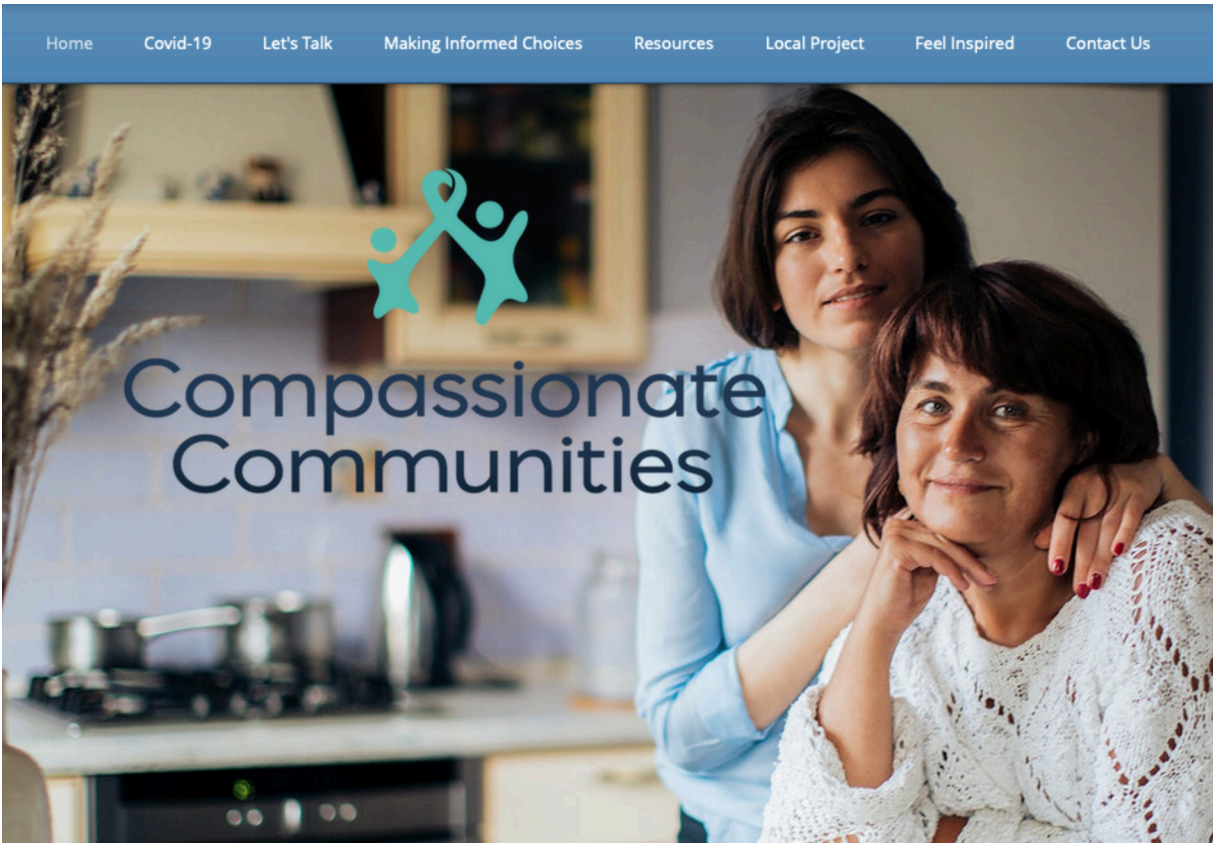 Home Covid-19 Let's Talk Making Informed Choices Resources Local Project Feel Inspired Contact Us
Compassionate
Communities